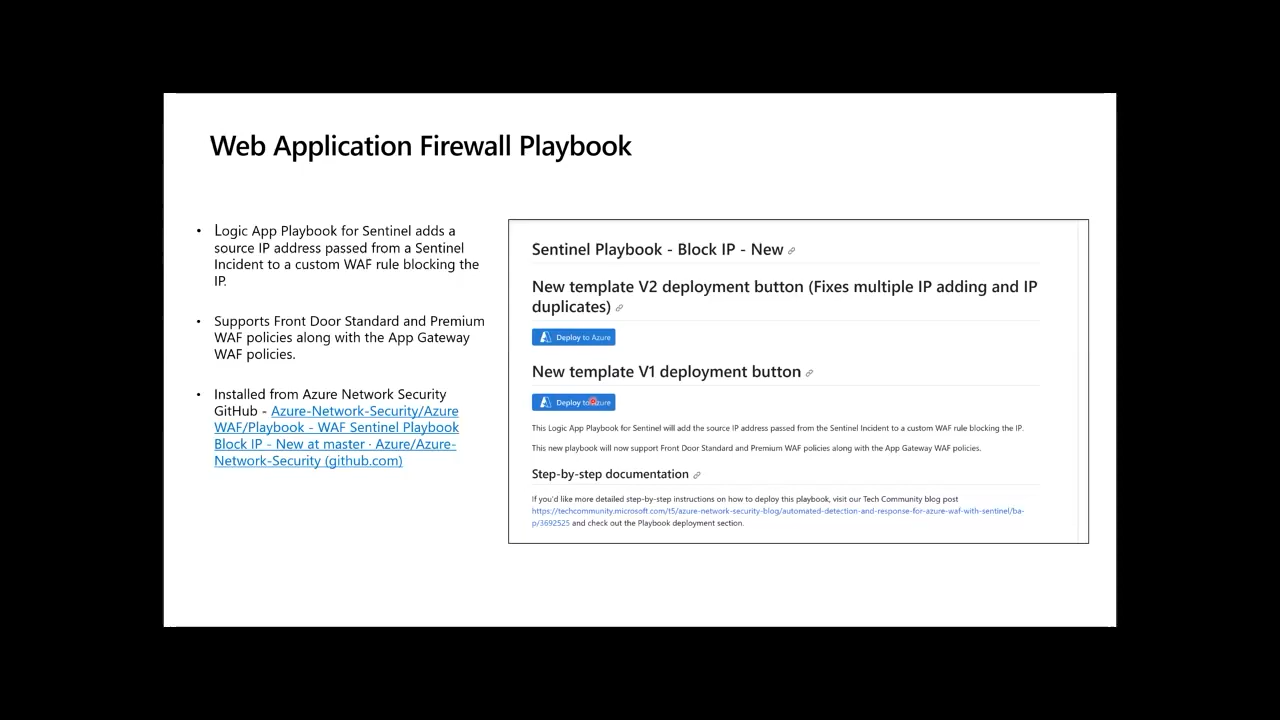 Web Application Firewall Playbook
• Logic App Playbook for Sentinel adds a
source IP address passed from a Sentinel
Incident to a custom WAF rule blocking the
IP.
• Supports Front Door Standard and Premium
WAF policies along with the App Gateway
WAF policies.
• Installed from Azure Network Security
GitHub - Azure-Network-Security/Azure
WAF/Playbook - WAF Sentinel Playbook
Block IP - New at master · Azure/Azure-
Network-Security (github.com)
Sentinel Playbook - Block IP - New
New template V2 deployment button (Fixes multiple IP adding and IP
duplicates)
Deploy to Azure
New template V1 deployment button
Deploy to Azure
This Logic App Playbook for Sentinel will add the source IP address passed from the Sentinel Incident to a custom WAF rule blocking the IP.
This new playbook will now support Front Door Standard and Premium WAF policies along with the App Gateway WAF policies.
Step-by-step documentation
If you'd like more detailed step-by-step instructions on how to deploy this playbook, visit our Tech Community blog post
https://techcommunity.microsoft.com/t5/azure-network-security-blog/automated-detection-and-response-for-azure-waf-with-sentinel/ba-
p/3692525 and check out the Playbook deployment section.